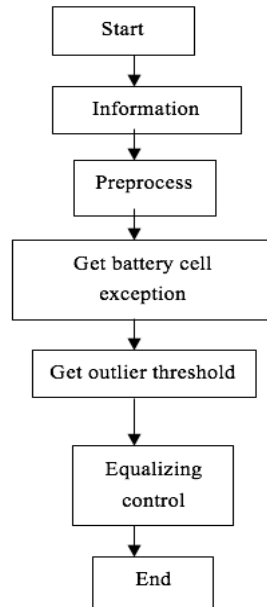 Start
Information
Preprocess
Get battery cell
exception
Get outlier threshold
Equalizing
control
End